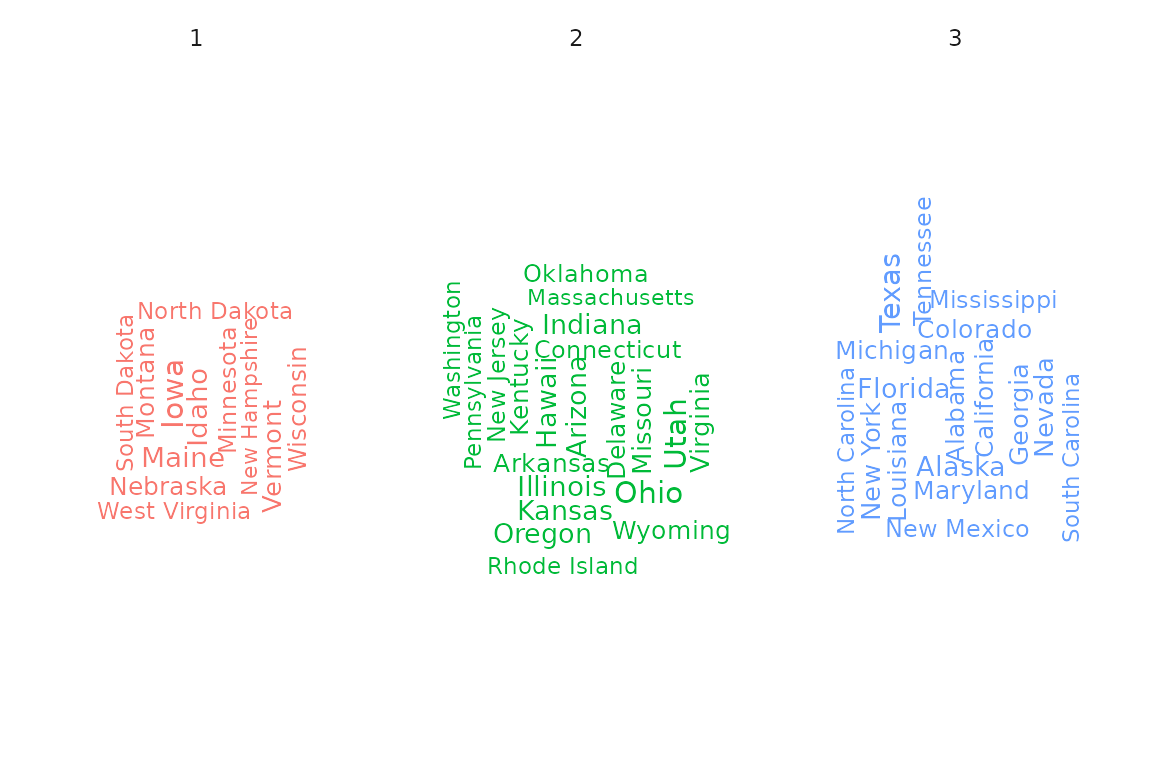 1
North Dakota
South Dakota
Montana
Iowa
Idaho
Minnesota
New Hampshire
Vermont
Wisconsin
Maine
Nebraska
West Virginia
2
Oklahoma
Massachusetts
Indiana
Connecticut
Washington
Pennsylvania
New Jersey
Kentucky
Hawaii
Arizona
Delaware
Missouri
Utah
Virginia
Arkansas
Illinois
Ohio
Kansas
Oregon
Wyoming
Rhode Island
3
Texas
Tennessee
Mississippi
Colorado
Michigan
Florida
North Carolina
New York
Louisiana
Alabama
California
Georgia
Nevada
South Carolina
Alaska
Maryland
New Mexico